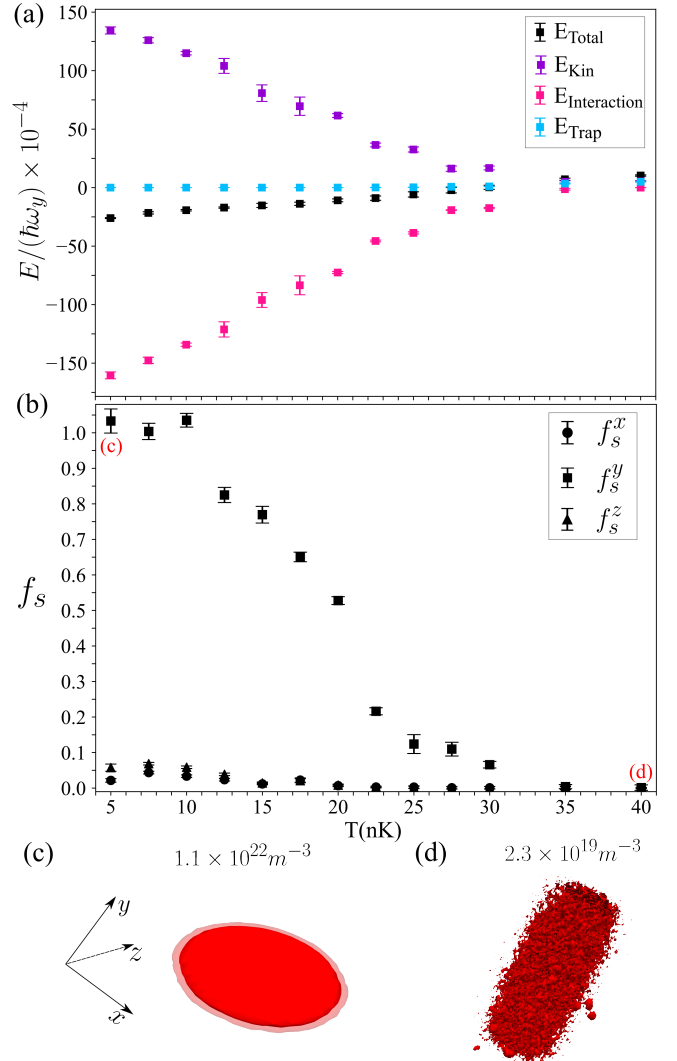 (a)
150
100
50
0
−50
−100
−150
E/(ħω_y) × 10^{−4}
E_Total
E_Kin
E_Interaction
E_Trap
(b)
1.0
0.9
0.8
0.7
0.6
0.5
0.4
0.3
0.2
0.1
0.0
f_s
(c)
f_s^x
f_s^y
f_s^z
(d)
5 10 15 20 25 30 35 40
T(nK)
(c)
1.1 × 10^{22}m^{−3}
y
z
x
(d)
2.3 × 10^{19}m^{−3}